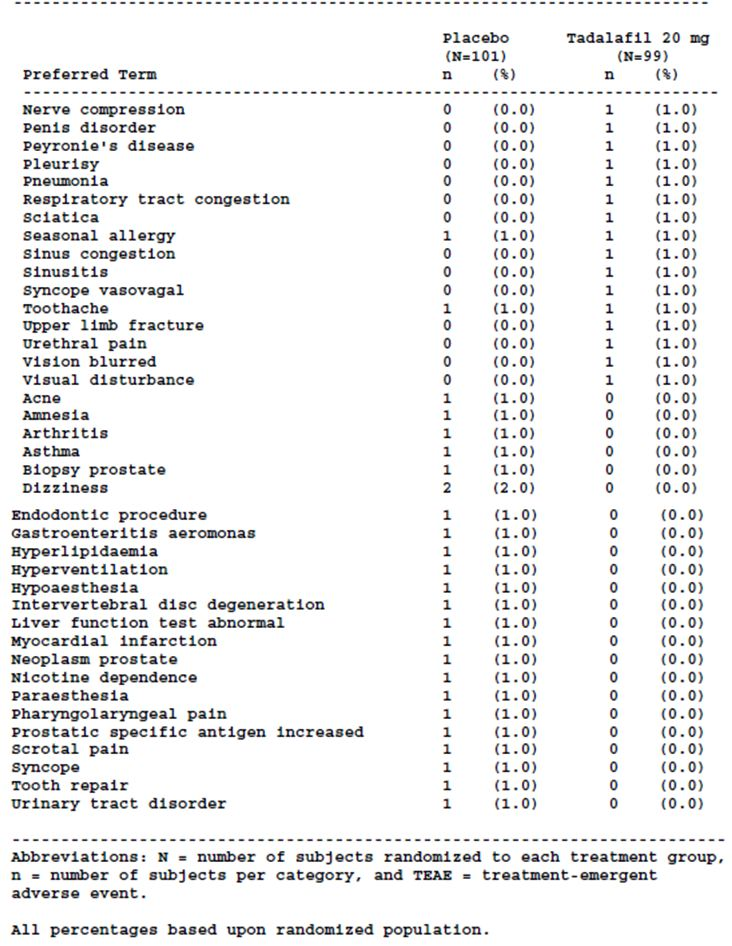 Placebo Tadalafil 20 mg
(N=101) (N=99)
Preferred Term n (%) n (%)
Nerve compression 0 (0.0) 1 (1.0)
Penis disorder 0 (0.0) 1 (1.0)
Peyronie's disease 0 (0.0) 1 (1.0)
Pleurisy 0 (0.0) 1 (1.0)
Pneumonia 0 (0.0) 1 (1.0)
Respiratory tract congestion 0 (0.0) 1 (1.0)
Sciatica 0 (0.0) 1 (1.0)
Seasonal allergy 1 (1.0) 1 (1.0)
Sinus congestion 0 (0.0) 1 (1.0)
Sinusitis 0 (0.0) 1 (1.0)
Syncope vasovagal 0 (0.0) 1 (1.0)
Toothache 1 (1.0) 1 (1.0)
Upper limb fracture 0 (0.0) 1 (1.0)
Urethral pain 0 (0.0) 1 (1.0)
Vision blurred 0 (0.0) 1 (1.0)
Visual disturbance 0 (0.0) 1 (1.0)
Acne 1 (1.0) 0 (0.0)
Amnesia 1 (1.0) 0 (0.0)
Arthritis 1 (1.0) 0 (0.0)
Asthma 1 (1.0) 0 (0.0)
Biopsy prostate 1 (1.0) 0 (0.0)
Dizziness 2 (2.0) 0 (0.0)
Endodontic procedure 1 (1.0) 0 (0.0)
Gastroenteritis aeromonas 1 (1.0) 0 (0.0)
Hyperlipidaemia 1 (1.0) 0 (0.0)
Hyperventilation 1 (1.0) 0 (0.0)
Hypoaesthesia 1 (1.0) 0 (0.0)
Intervertebral disc degeneration 1 (1.0) 0 (0.0)
Liver function test abnormal 1 (1.0) 0 (0.0)
Myocardial infarction 1 (1.0) 0 (0.0)
Neoplasm prostate 1 (1.0) 0 (0.0)
Nicotine dependence 1 (1.0) 0 (0.0)
Paraesthesia 1 (1.0) 0 (0.0)
Pharyngolaryngeal pain 1 (1.0) 0 (0.0)
Prostatic specific antigen increased 1 (1.0) 0 (0.0)
Scrotal pain 1 (1.0) 0 (0.0)
Syncope 1 (1.0) 0 (0.0)
Tooth repair 1 (1.0) 0 (0.0)
Urinary tract disorder 1 (1.0) 0 (0.0)
Abbreviations: N = number of subjects randomized to each treatment group,
n = number of subjects per category, and TEAE = treatment-emergent
adverse event.
All percentages based upon randomized population.